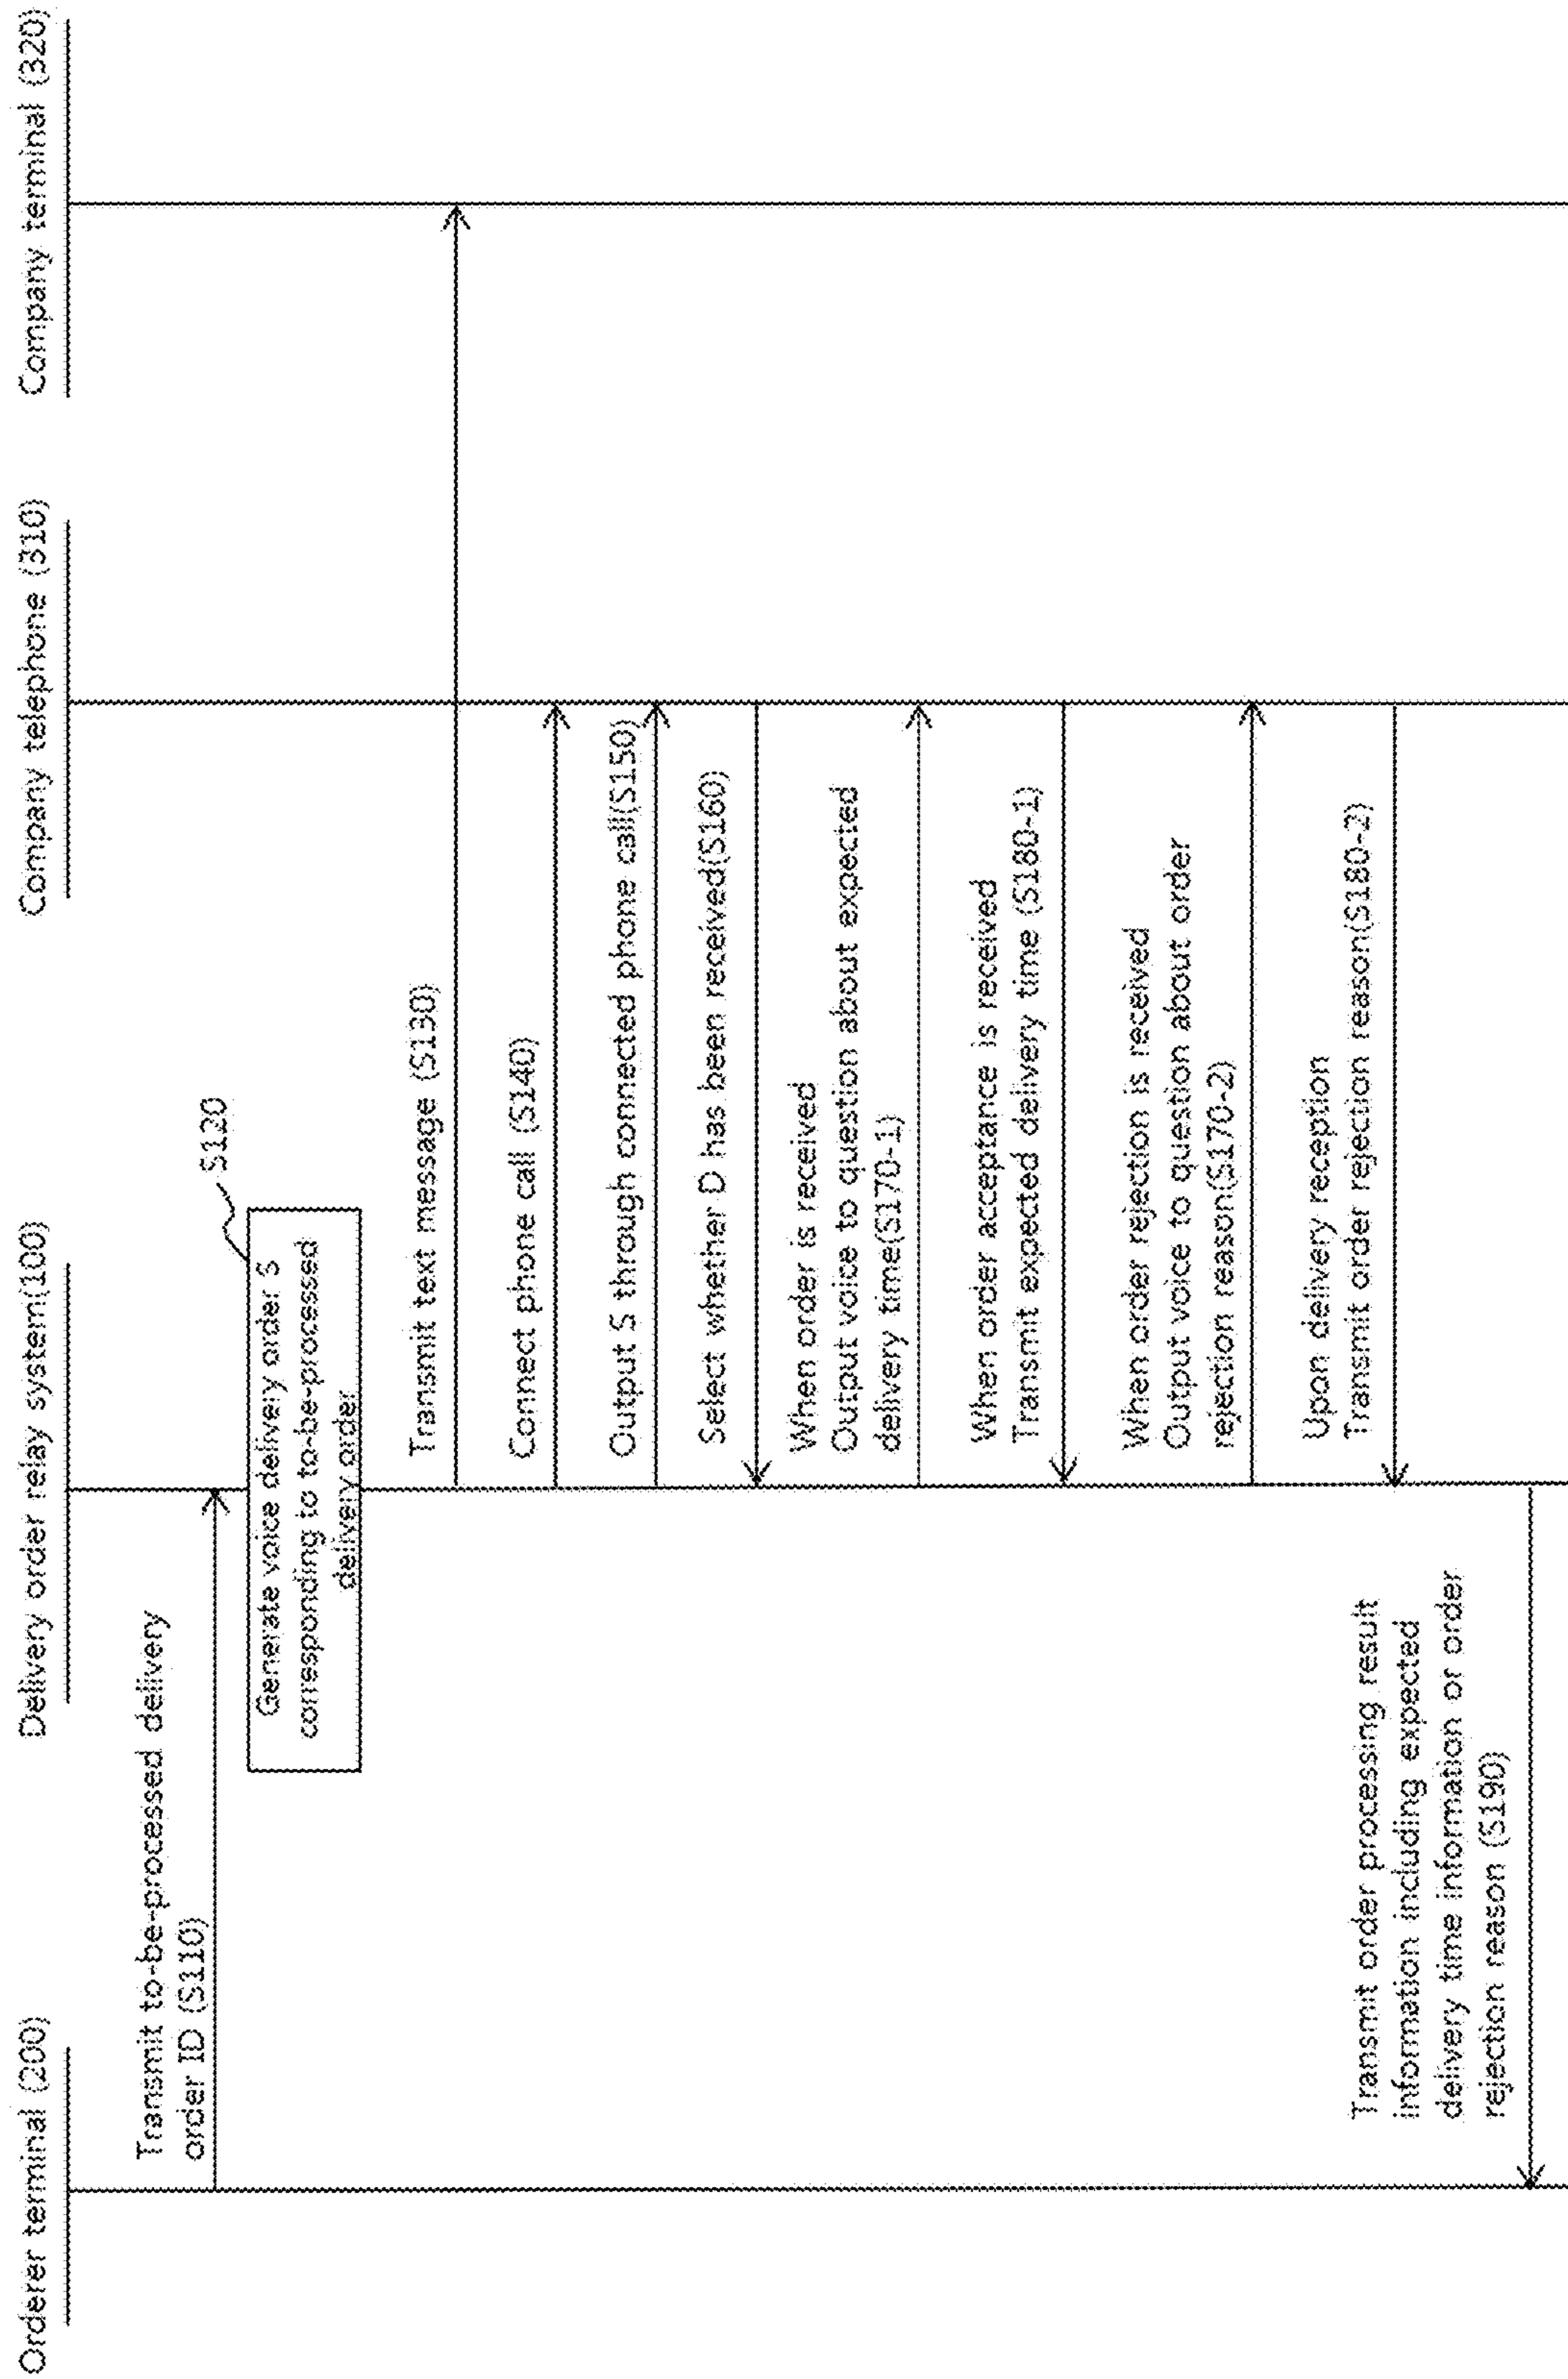 Orderer terminal (200)
Delivery order relay system(100)
Company telephone (310)
Company terminal (320)
Transmit to-be-processed delivery
order ID (S110)
S120
Generate voice delivery order S
corresponding to to-be-processed
delivery order
Transmit text message (S130)
Connect phone call (S140)
Output S through connected phone call(S150)
Select whether D has been received(S160)
When order is received
Output voice to question about expected
delivery time(S170-1)
When order acceptance is received
Transmit expected delivery time (S180-1)
When order rejection is received
Output voice to question about order
rejection reason(S170-2)
Upon delivery reception
Transmit order rejection reason(S180-2)
Transmit order processing result
information including expected
delivery time information or order
rejection reason (S190)